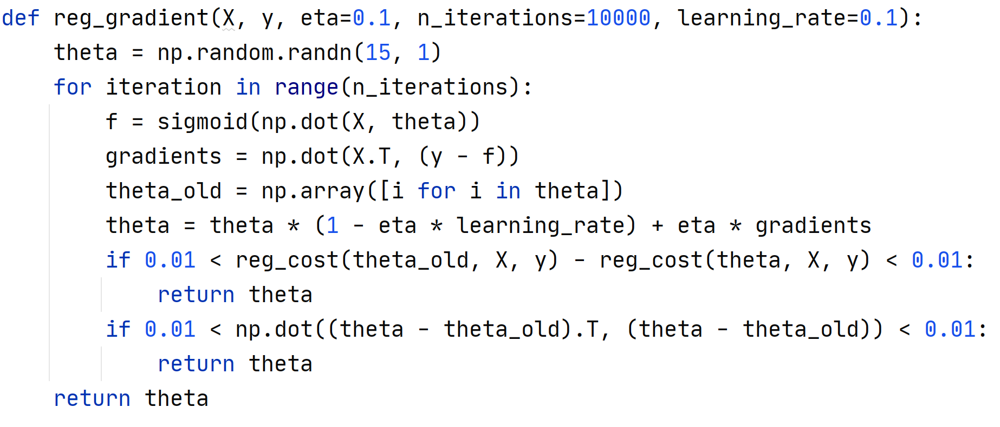 def reg_gradient(X, y, eta=0.1, n_iterations=10000, learning_rate=0.1):
    theta = np.random.randn(15, 1)
    for iteration in range(n_iterations):
        f = sigmoid(np.dot(X, theta))
        gradients = np.dot(X.T, (y - f))
        theta_old = np.array([i for i in theta])
        theta = theta * (1 - eta * learning_rate) + eta * gradients
        if 0.01 < reg_cost(theta_old, X, y) - reg_cost(theta, X, y) < 0.01:
            return theta
        if 0.01 < np.dot((theta - theta_old).T, (theta - theta_old)) < 0.01:
            return theta
    return theta